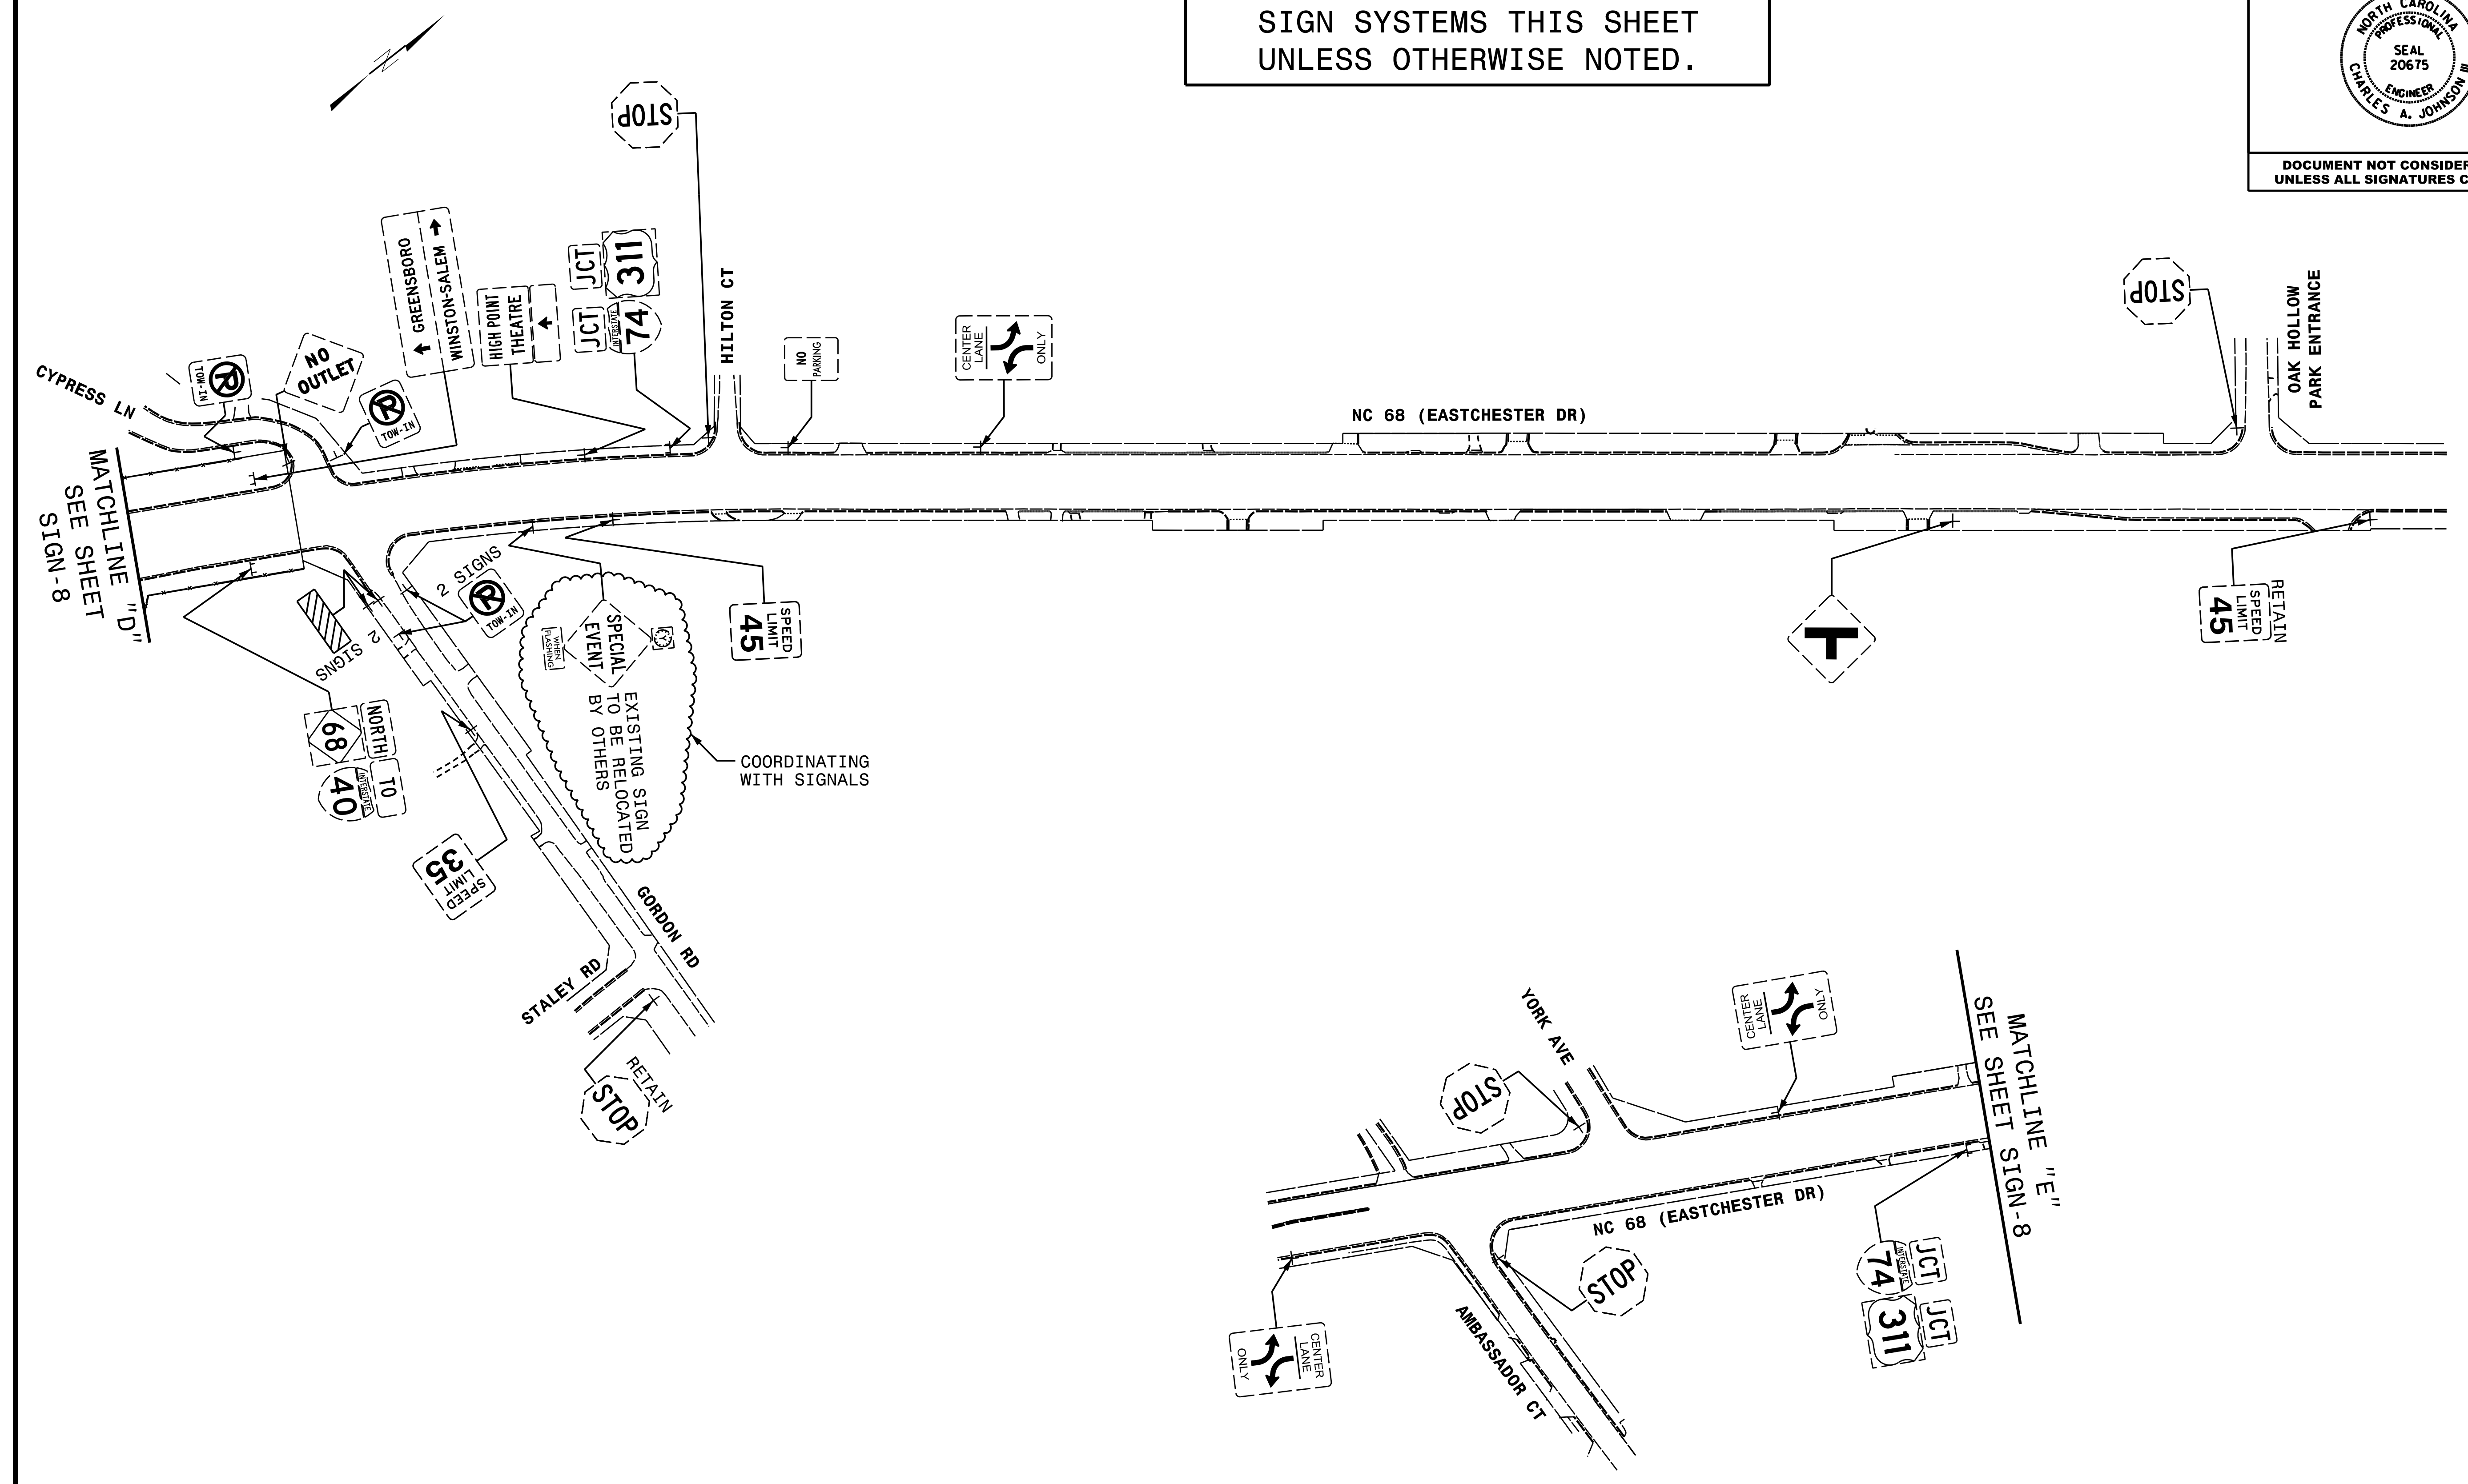 SIGN SYSTEMS THIS SHEET
UNLESS OTHERWISE NOTED.
NORTH CAROLINA
PROFESSIONAL
SEAL
20675
ENGINEER
CHARLES A. JOHNSON III
DOCUMENT NOT CONSIDER
UNLESS ALL SIGNATURES C
N
STOP
GREENSBORO
WINSTON-SALEM
HIGH POINT
THEATRE
JCT
311
JCT
INTERSTATE
74
HILTON CT
NO
PARKING
CENTER
LANE
ONLY
STOP
OAK HOLLOW
PARK ENTRANCE
CYPRESS LN
R
TOW-IN
NO
OUTLET
R
TOW-IN
NC 68 (EASTCHESTER DR)
MATCHLINE "D"
SEE SHEET
SIGN-8
2 SIGNS
R
TOW-IN
2 SIGNS
SPECIAL
EVENT
WHEN
FLASHING
EXISTING SIGN
TO BE RELOCATED
BY OTHERS
COORDINATING
WITH SIGNALS
SPEED
LIMIT
45
T
RETAIN
SPEED
LIMIT
45
NORTH
68
TO
INTERSTATE
40
SPEED
LIMIT
35
GORDON RD
STALEY RD
RETAIN
STOP
YORK AVE
STOP
CENTER
LANE
ONLY
MATCHLINE "E"
SEE SHEET SIGN-8
NC 68 (EASTCHESTER DR)
STOP
AMBASSADOR CT
CENTER
LANE
ONLY
JCT
INTERSTATE
74
JCT
311